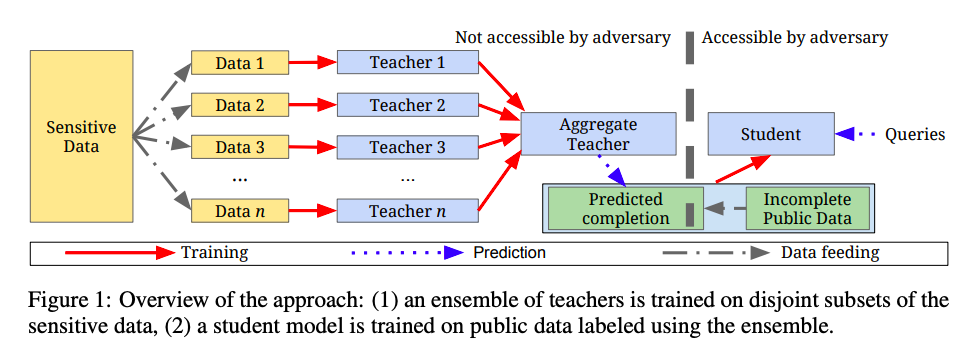 Not accessible by adversary
Accessible by adversary
Sensitive
Data
Data 1
Teacher 1
Data 2
Teacher 2
Data 3
Teacher 3
...
...
Data n
Teacher n
Aggregate
Teacher
Student
Queries
Predicted
completion
Incomplete
Public Data
Training
Prediction
Data feeding
Figure 1: Overview of the approach: (1) an ensemble of teachers is trained on disjoint subsets of the
sensitive data, (2) a student model is trained on public data labeled using the ensemble.